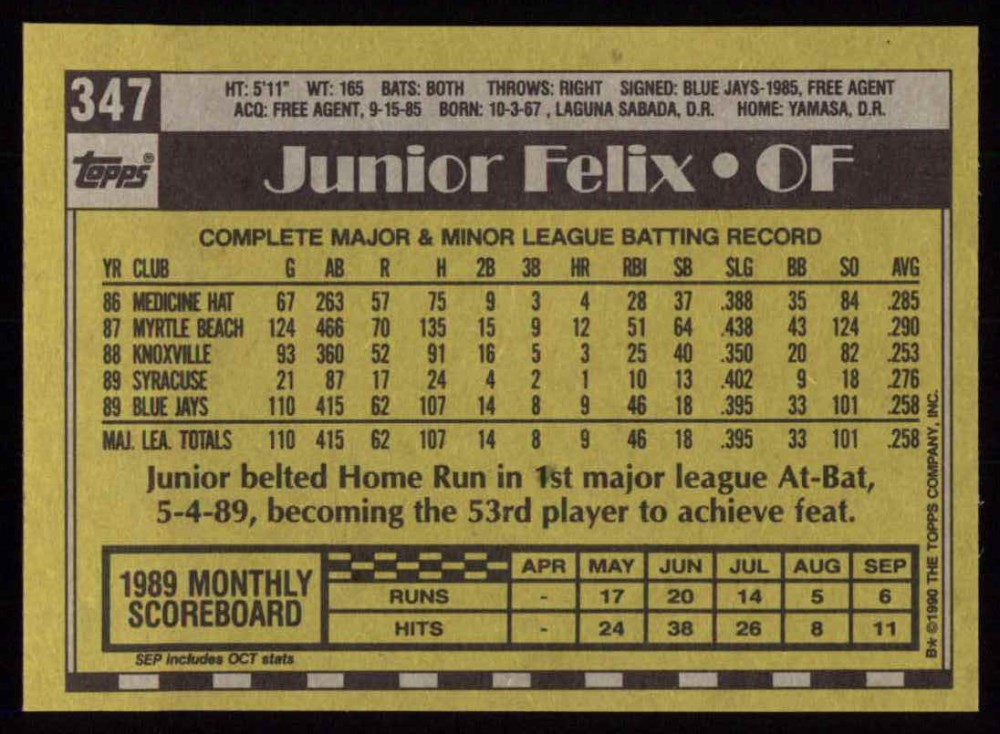 347
HT: 5'11" WT: 165 BATS: BOTH THROWS: RIGHT SIGNED: BLUE JAYS-1985, FREE AGENT
ACQ: FREE AGENT, 9-15-85 BORN: 10-3-67 , LAGUNA SABADA, D.R. HOME: YAMASA, D.R.
topps®
Junior Felix • OF
COMPLETE MAJOR & MINOR LEAGUE BATTING RECORD
YR CLUB G AB R H 2B 3B HR RBI SB SLG BB SO AVG
86 MEDICINE HAT 67 263 57 75 9 3 4 28 37 .388 35 84 .285
87 MYRTLE BEACH 124 466 70 135 15 9 12 51 64 .438 43 124 .290
88 KNOXVILLE 93 360 52 91 16 5 3 25 40 .350 20 82 .253
89 SYRACUSE 21 87 17 24 4 2 1 10 13 .402 9 18 .276
89 BLUE JAYS 110 415 62 107 14 8 9 46 18 .395 33 101 .258
MAJ. LEA. TOTALS 110 415 62 107 14 8 9 46 18 .395 33 101 .258
Junior belted Home Run in 1st major league At-Bat,
5-4-89, becoming the 53rd player to achieve feat.
1989 MONTHLY
SCOREBOARD
APR MAY JUN JUL AUG SEP
RUNS - 17 20 14 5 6
HITS - 24 38 26 8 11
SEP includes OCT stats
B* ©1990 THE TOPPS COMPANY, INC.